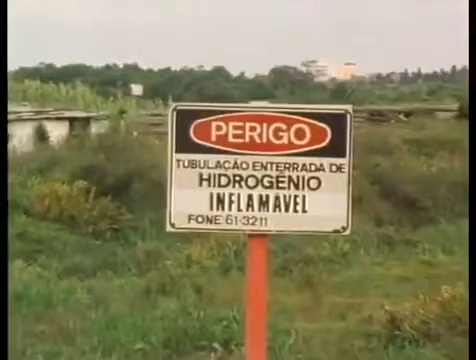 PERIGO
TUBULAÇÃO ENTERRADA DE
HIDROGÊNIO
INFLAMÁVEL
FONE 61-3211